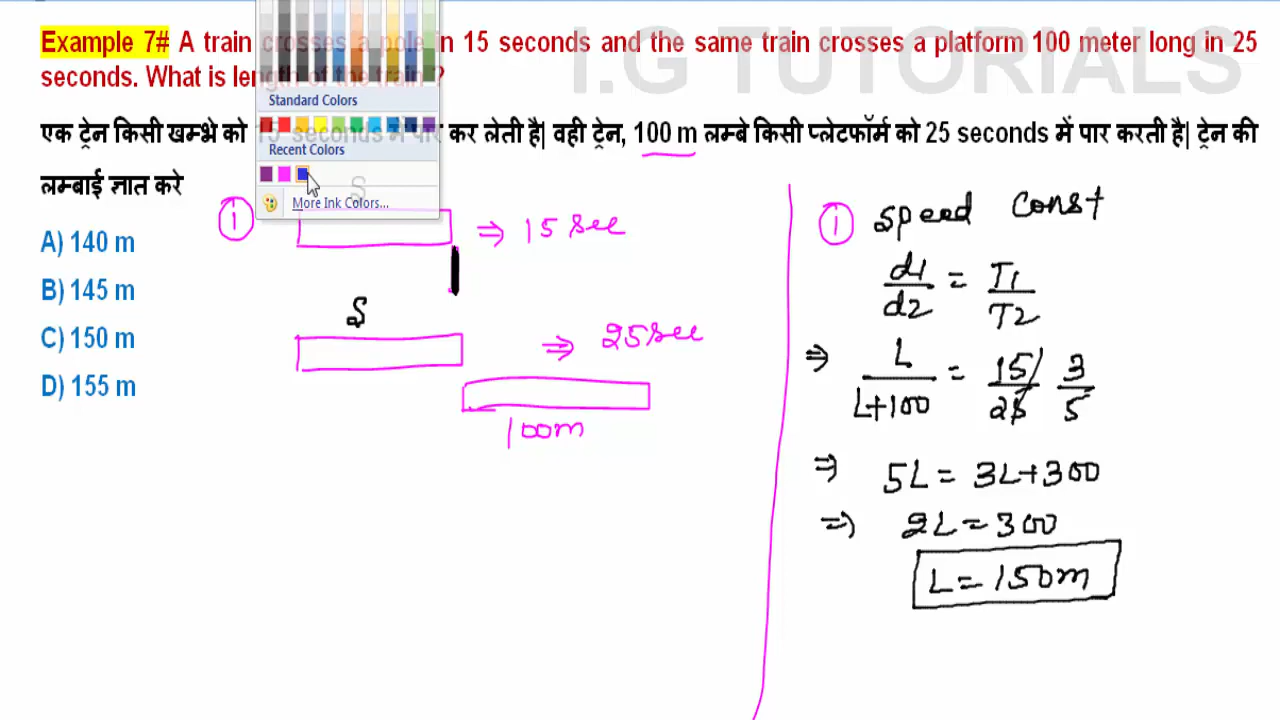 Example 7# A train crosses a pole in 15 seconds and the same train crosses a platform 100 meter long in 25
seconds. What is length of the train ?
I.G TUTORIALS
Standard Colors
एक ट्रेन किसी खम्भे को 15 seconds में पार कर लेती है| वही ट्रेन, 100 m लम्बे किसी प्लेटफॉर्म को 25 seconds में पार करती है| ट्रेन की
Recent Colors
लम्बाई ज्ञात करे
More Ink Colors...
A) 140 m
B) 145 m
C) 150 m
D) 155 m
1
S
⇒ 15 sec
S
⇒ 25 sec
100m
1 speed const
d1/d2 = T1/T2
⇒ L/L+100 = 15/25 3/5
⇒ 5L = 3L+300
⇒ 2L = 300
L = 150m